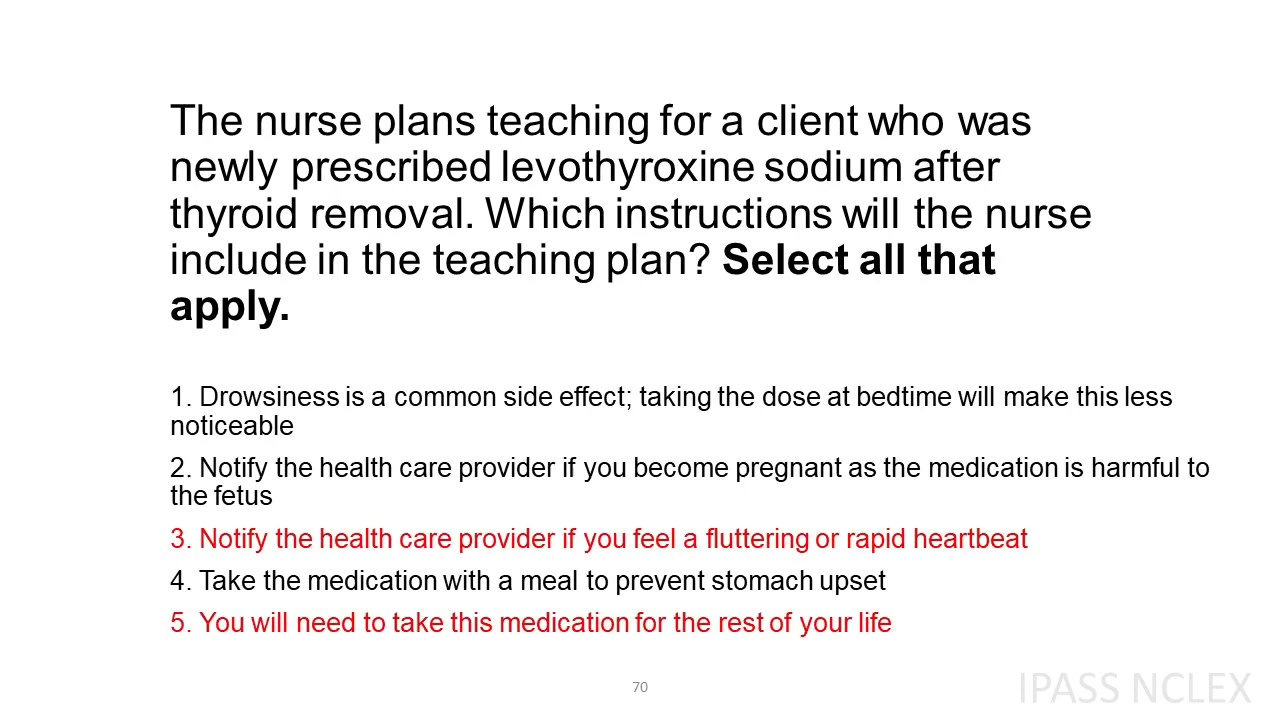 The nurse plans teaching for a client who was
newly prescribed levothyroxine sodium after
thyroid removal. Which instructions will the nurse
include in the teaching plan? Select all that
apply.
1. Drowsiness is a common side effect; taking the dose at bedtime will make this less
noticeable
2. Notify the health care provider if you become pregnant as the medication is harmful to
the fetus
3. Notify the health care provider if you feel a fluttering or rapid heartbeat
4. Take the medication with a meal to prevent stomach upset
5. You will need to take this medication for the rest of your life
70
IPASS NCLEX